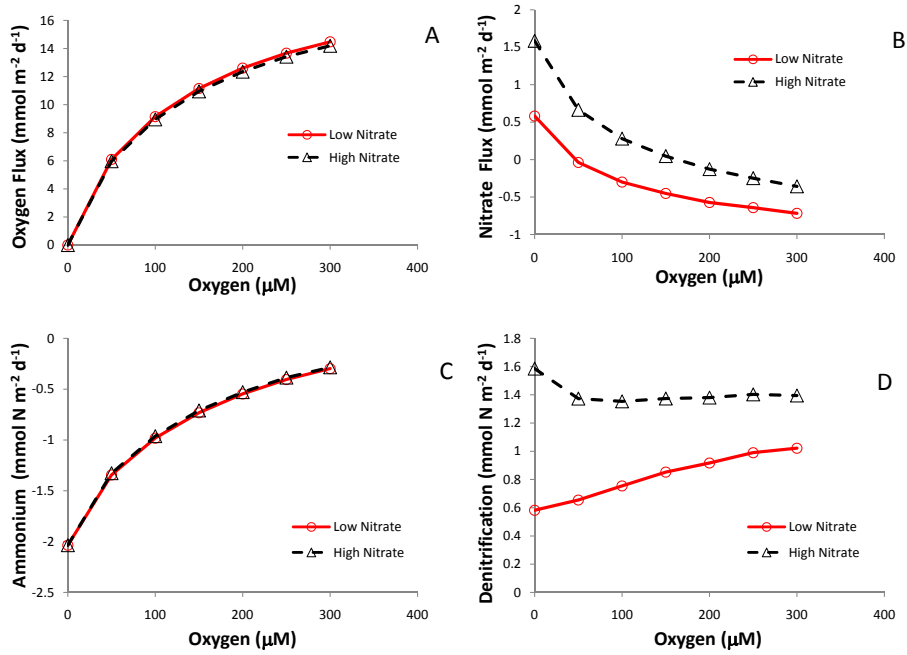 A
Oxygen Flux (mmol m⁻² d⁻¹)
16
14
12
10
8
6
4
2
0
0 100 200 300 400
Oxygen (μM)
Low Nitrate
High Nitrate
B
Nitrate Flux (mmol m⁻² d⁻¹)
2
1.5
1
0.5
0
-0.5
-1
0 100 200 300 400
Oxygen (μM)
Low Nitrate
High Nitrate
C
Ammonium (mmol N m⁻² d⁻¹)
0
-0.5
-1
-1.5
-2
-2.5
0 100 200 300 400
Oxygen (μM)
Low Nitrate
High Nitrate
D
Denitrification (mmol N m⁻² d⁻¹)
1.8
1.6
1.4
1.2
1
0.8
0.6
0.4
0.2
0
0 100 200 300 400
Oxygen (μM)
Low Nitrate
High Nitrate